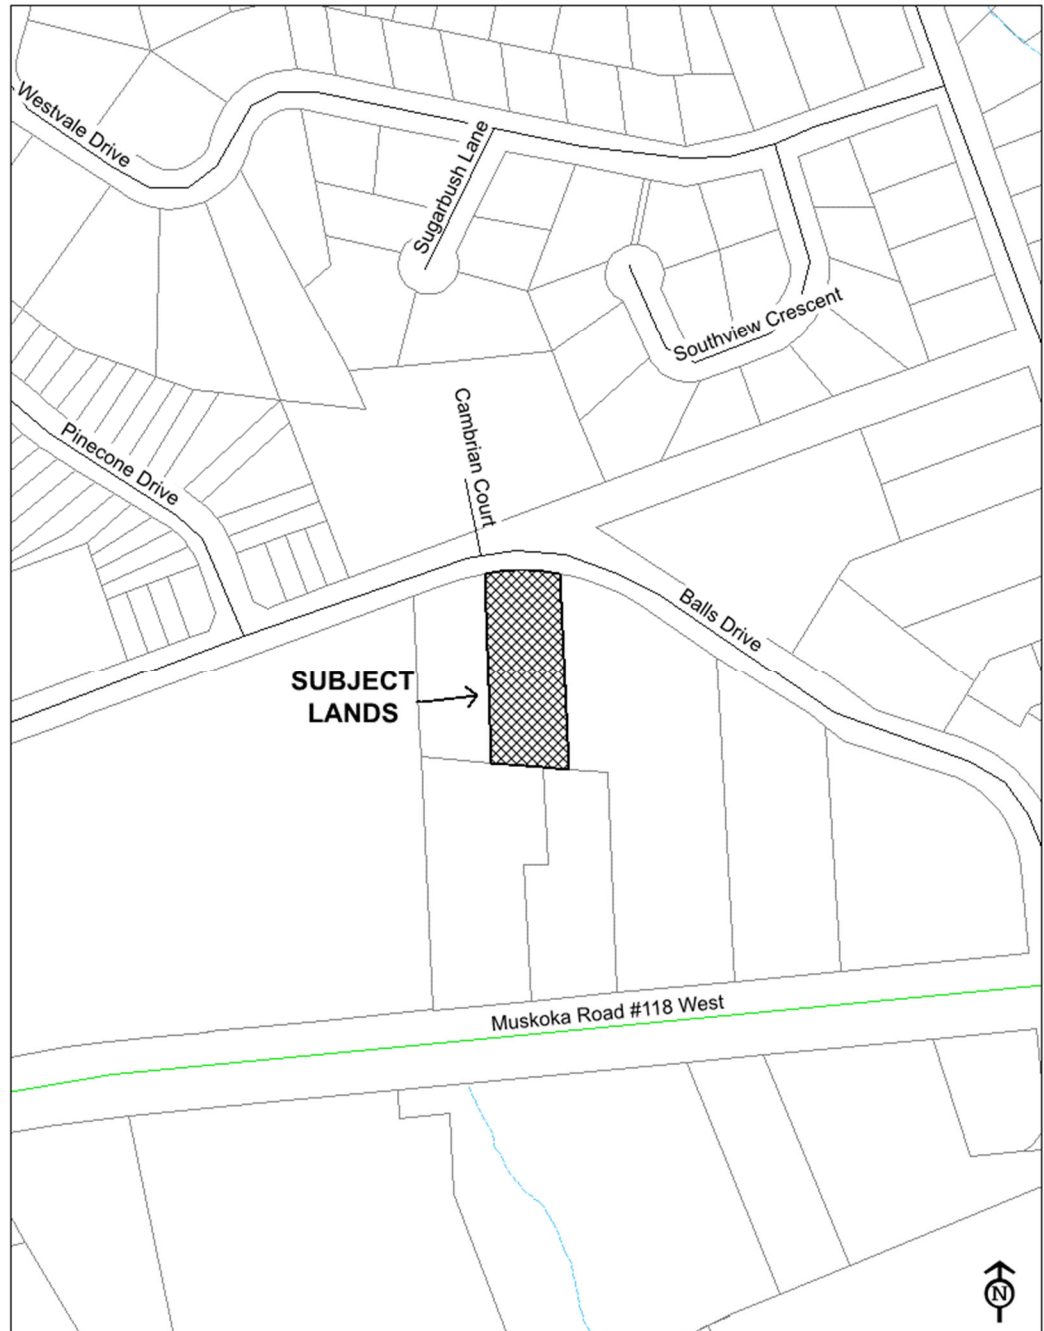 Westvale Drive
Sugarbush Lane
Southview Crescent
Cambrian Court
Pinecone Drive
Balls Drive
SUBJECT
LANDS
Muskoka Road #118 West
N